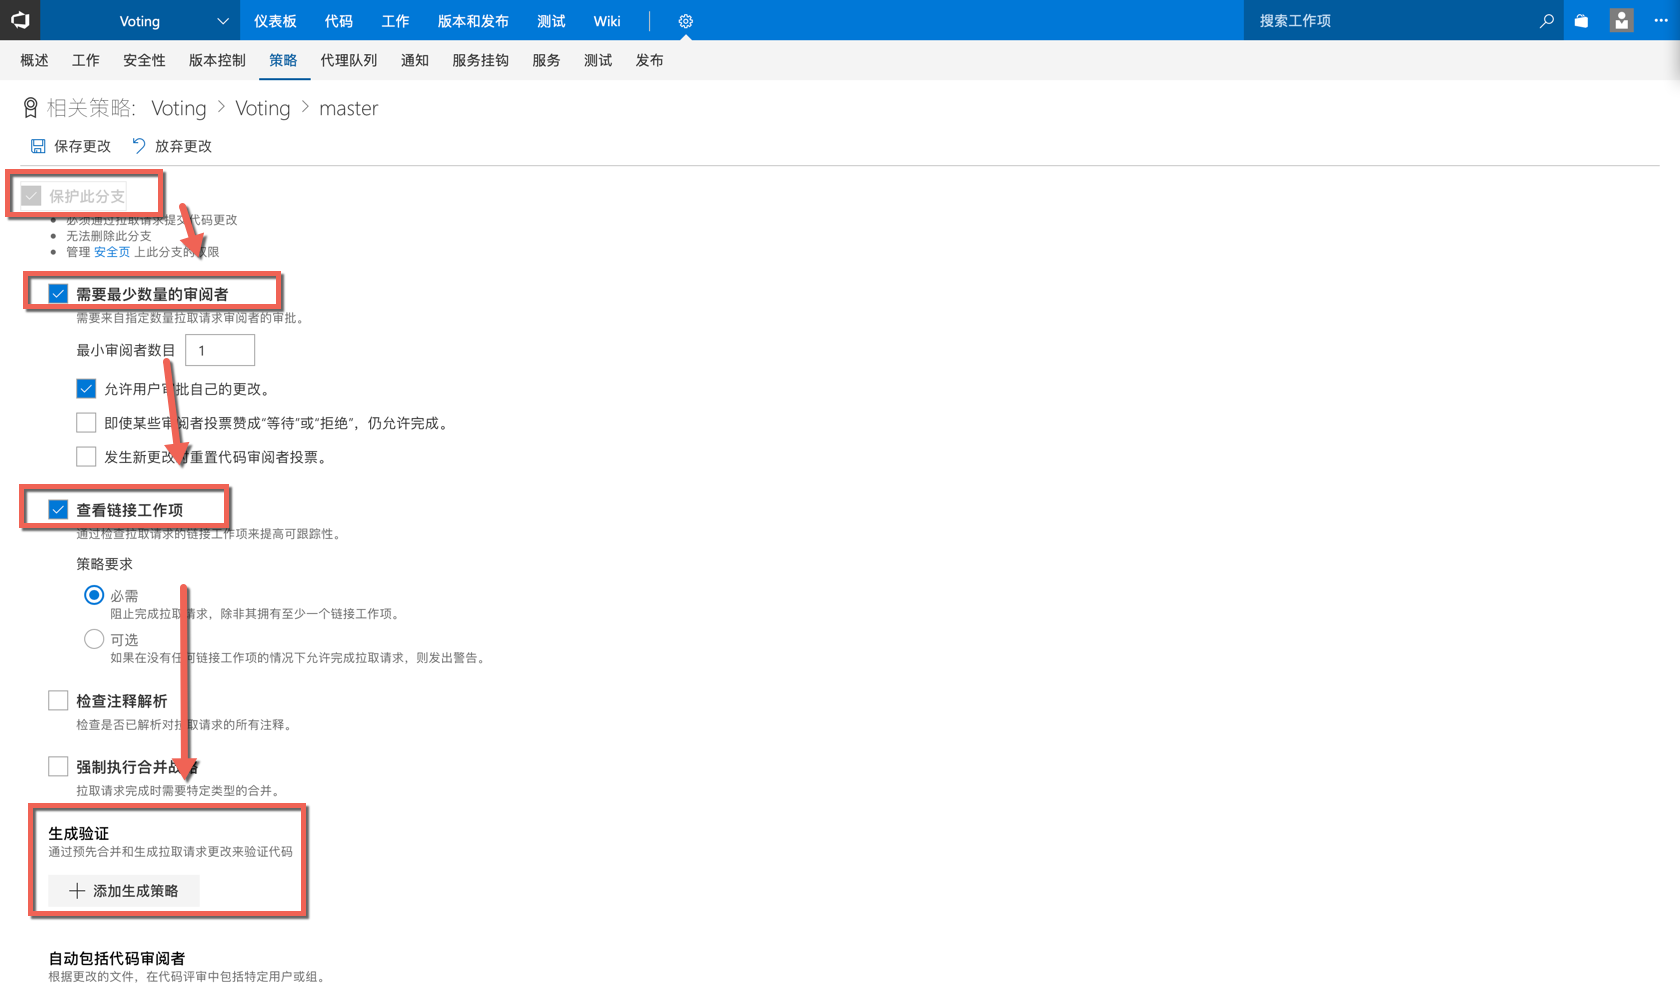 Voting 仪表板 代码 工作 版本和发布 测试 Wiki 搜索工作项
概述 工作 安全性 版本控制 策略 代理队列 通知 服务挂钩 服务 测试 发布
相关策略: Voting > Voting > master
保存更改 放弃更改
保护此分支
必须通过拉取请求提交代码更改
无法删除此分支
管理 安全页 上此分支的权限
需要最少数量的审阅者
需要来自指定数量拉取请求审阅者的审批。
最小审阅者数目 1
允许用户审批自己的更改。
即使某些审阅者投票赞成“等待”或“拒绝”，仍允许完成。
发生新更改时重置代码审阅者投票。
查看链接工作项
通过检查拉取请求的链接工作项来提高可跟踪性。
策略要求
必需
阻止完成拉取请求，除非其拥有至少一个链接工作项。
可选
如果在没有任何链接工作项的情况下允许完成拉取请求，则发出警告。
检查注释解析
检查是否已解析对拉取请求的所有注释。
强制执行合并战略
拉取请求完成时需要特定类型的合并。
生成验证
通过预先合并和生成拉取请求更改来验证代码
添加生成策略
自动包括代码审阅者
根据更改的文件，在代码评审中包括特定用户或组。